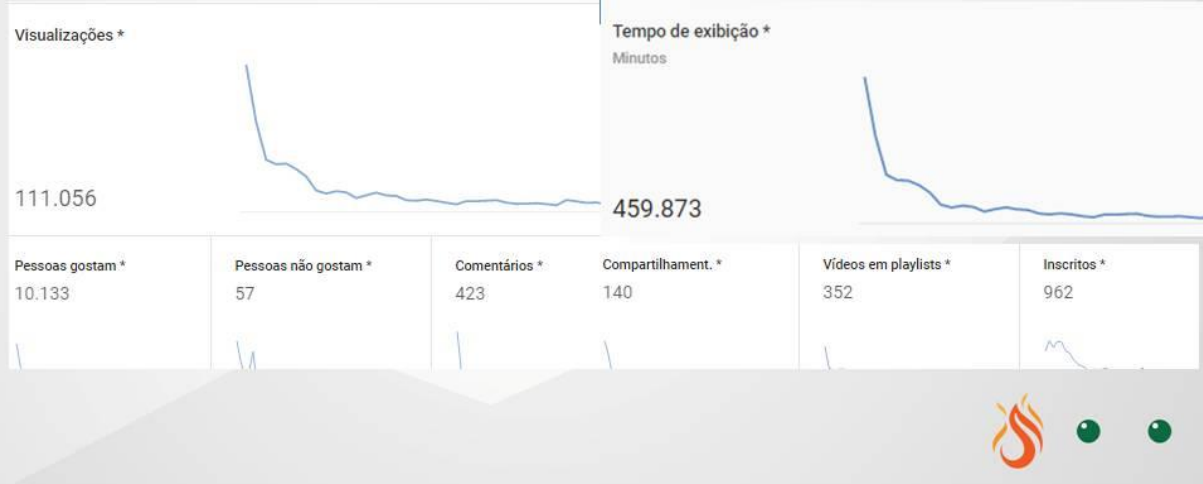 Visualizações *
111.056
Tempo de exibição *
Minutos
459.873
Pessoas gostam *
10.133
Pessoas não gostam *
57
Comentários *
423
Compartilhament. *
140
Vídeos em playlists *
352
Inscritos *
962